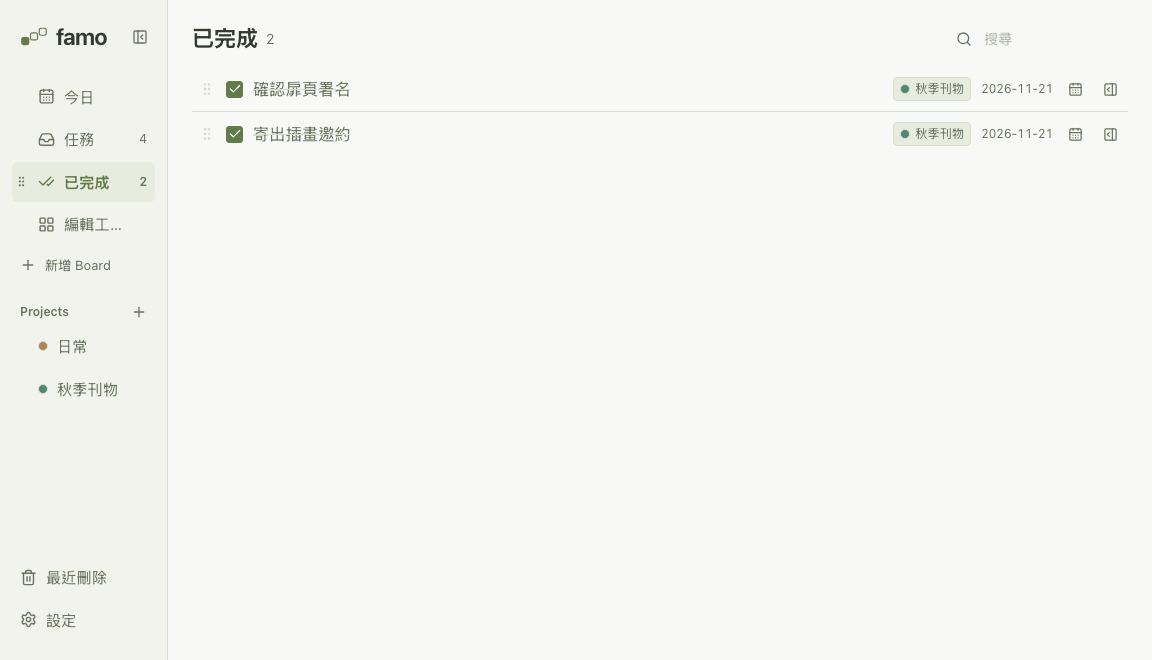 famo
今日
任務 4
已完成 2
編輯工...
新增 Board
Projects
日常
秋季刊物
最近刪除
設定
已完成 2
搜尋
確認扉頁署名 秋季刊物 2026-11-21
寄出插畫邀約 秋季刊物 2026-11-21